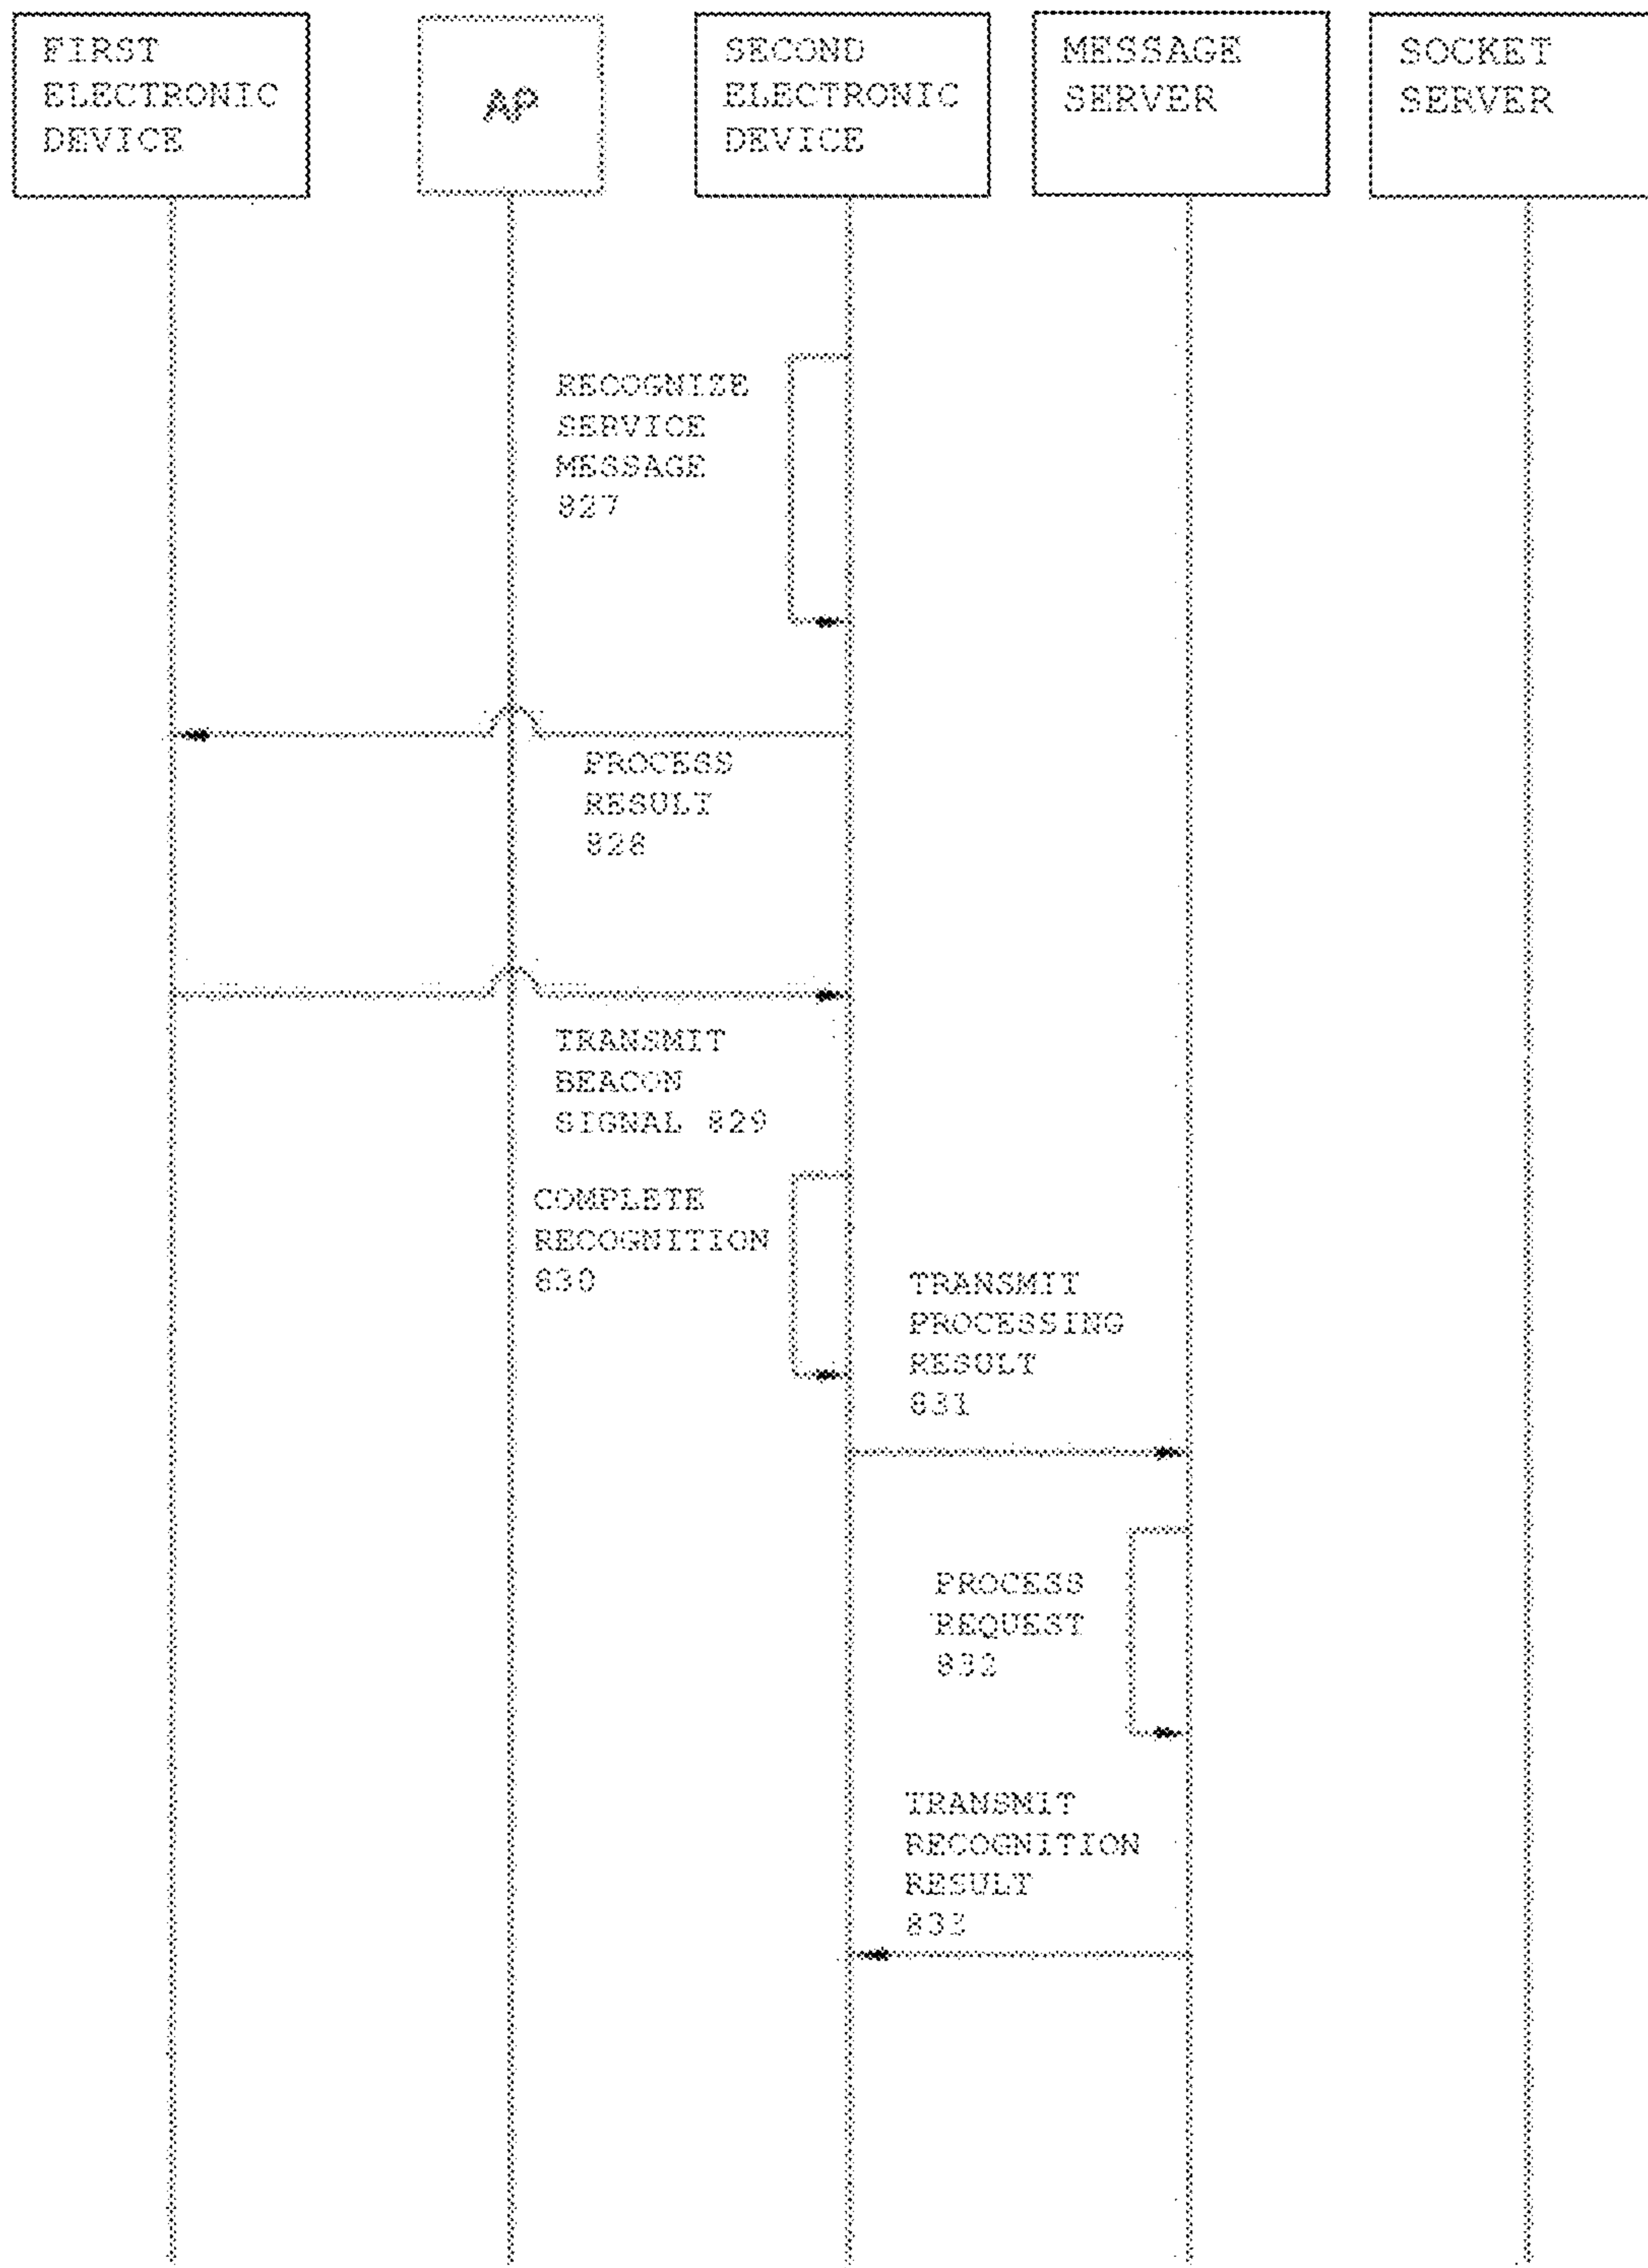 FIRST
ELECTRONIC
DEVICE
AP
SECOND
ELECTRONIC
DEVICE
MESSAGE
SERVER
SOCKET
SERVER
RECOGNIZE
SERVICE
MESSAGE
827
PROCESS
RESULT
828
TRANSMIT
BEACON
SIGNAL 829
COMPLETE
RECOGNITION
830
TRANSMIT
PROCESSING
RESULT
831
PROCESS
REQUEST
832
TRANSMIT
RECOGNITION
RESULT
833